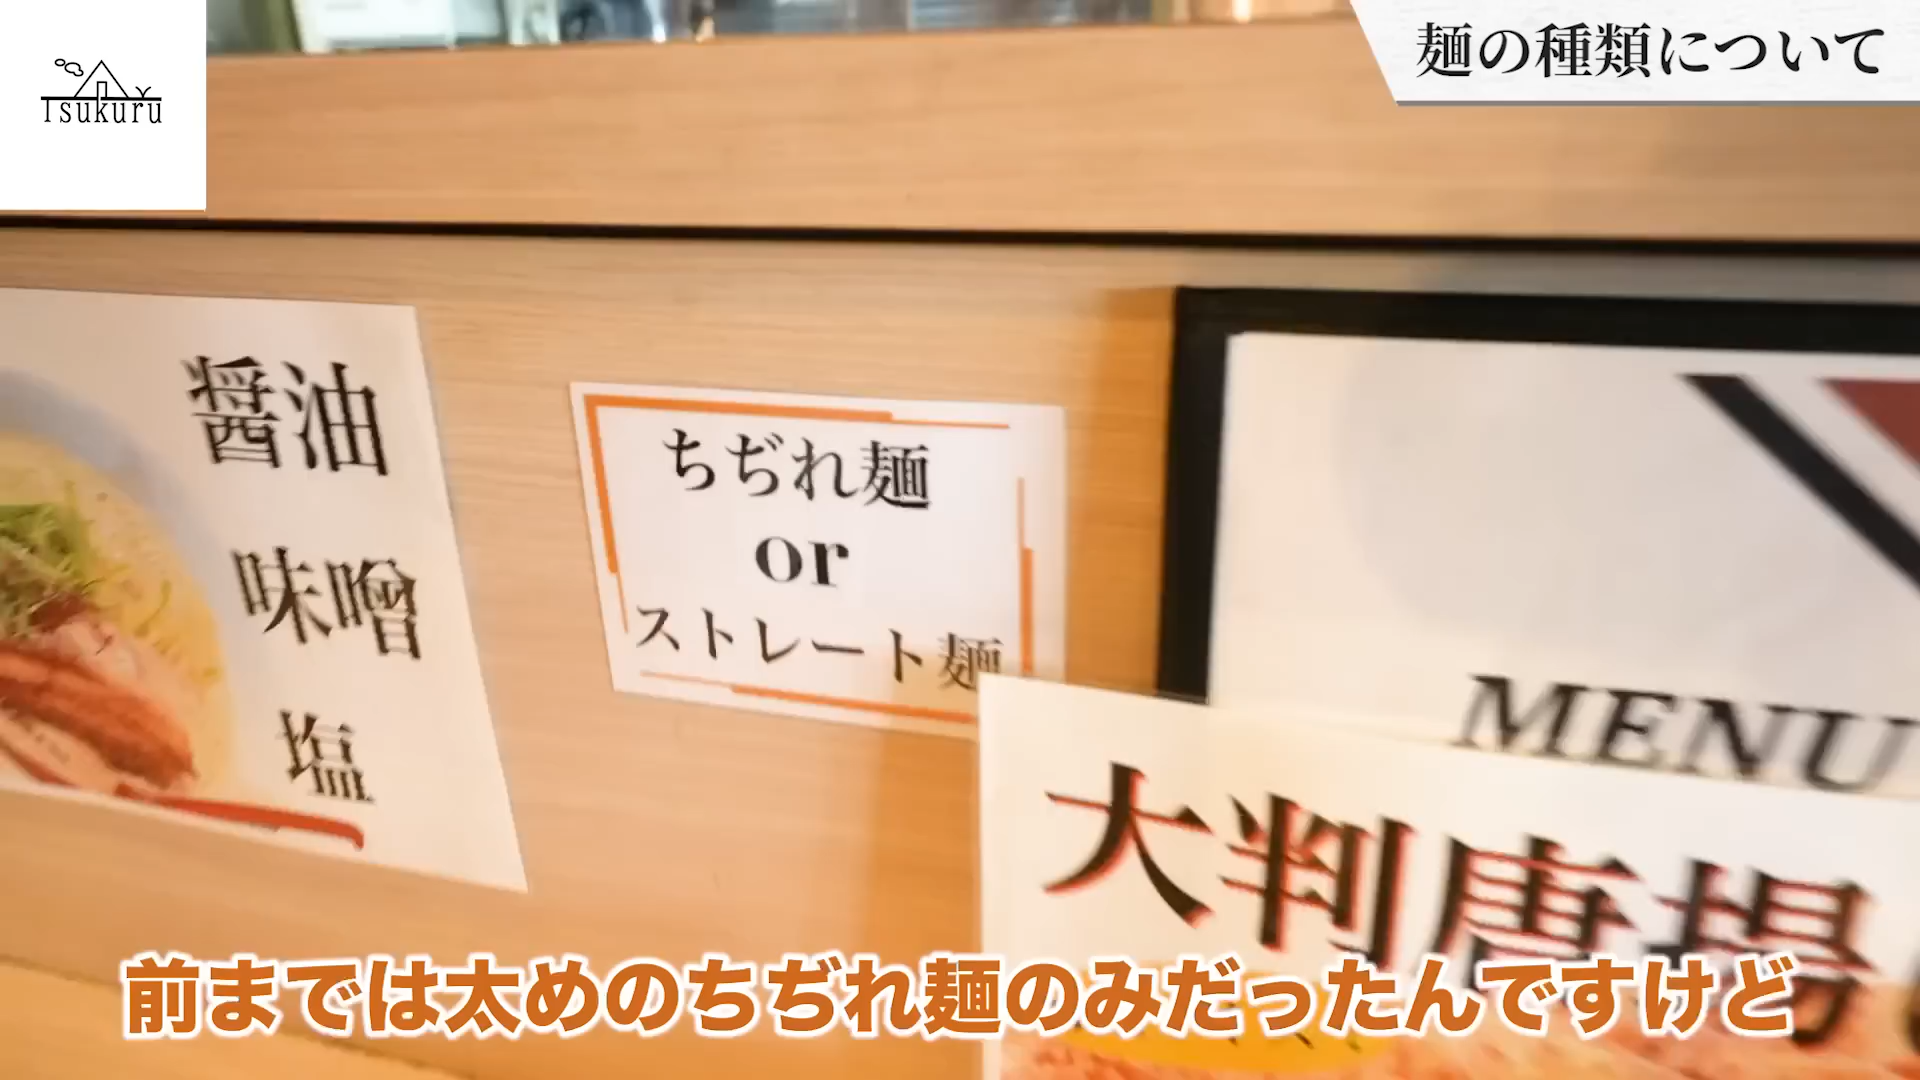 Tsukuru
麺の種類について
醤油
味噌
塩
ちぢれ麺
or
ストレート麺
MENU
大判唐揚
前までは太めのちぢれ麺のみだったんですけど